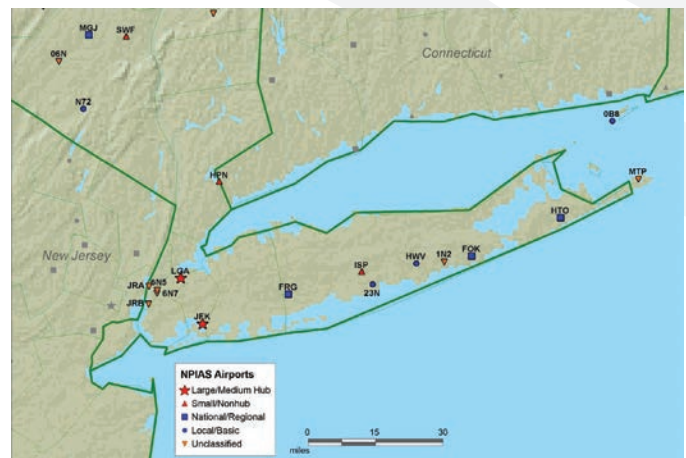 MGJ
SWF
06N
Connecticut
N72
0B8
HPN
MTP
HTO
New Jersey
LGA
ISP
HWV
1N2
FOK
JRA
6N5
6N7
FRG
23N
JRB
JFK
NPIAS Airports
Large/Medium Hub
Small/Nonhub
National/Regional
Local/Basic
Unclassified
0 15 30
miles